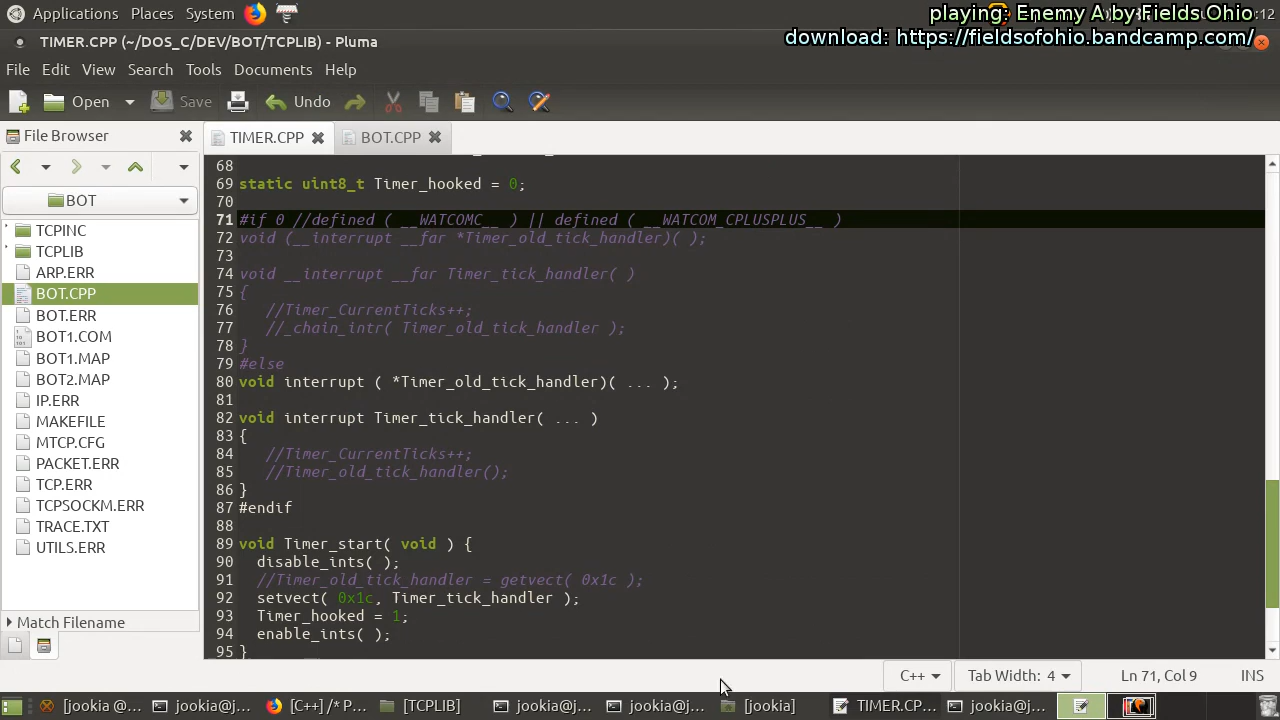 Applications Places System
playing: Enemy A by Fields Ohio
:12
TIMER.CPP (~/DOS_C/DEV/BOT/TCPLIB) - Pluma
download: https://fieldsofohio.bandcamp.com/
File Edit View Search Tools Documents Help
Open Save Undo
File Browser
TIMER.CPP BOT.CPP
BOT
TCPINC
TCPLIB
ARP.ERR
BOT.CPP
BOT.ERR
BOT1.COM
BOT1.MAP
BOT2.MAP
IP.ERR
MAKEFILE
MTCP.CFG
PACKET.ERR
TCP.ERR
TCPSOCKM.ERR
TRACE.TXT
UTILS.ERR
Match Filename
68
69 static uint8_t Timer_hooked = 0;
70
71 #if 0 //defined ( __WATCOMC__ ) || defined ( __WATCOM_CPLUSPLUS__ )
72 void (__interrupt __far *Timer_old_tick_handler)( );
73
74 void __interrupt __far Timer_tick_handler( )
75 {
76 //Timer_CurrentTicks++;
77 //_chain_intr( Timer_old_tick_handler );
78 }
79 #else
80 void interrupt ( *Timer_old_tick_handler)( ... );
81
82 void interrupt Timer_tick_handler( ... )
83 {
84 //Timer_CurrentTicks++;
85 //Timer_old_tick_handler();
86 }
87 #endif
88
89 void Timer_start( void ) {
90 disable_ints( );
91 //Timer_old_tick_handler = getvect( 0x1c );
92 setvect( 0x1c, Timer_tick_handler );
93 Timer_hooked = 1;
94 enable_ints( );
95 }
C++ Tab Width: 4 Ln 71, Col 9 INS
[jookia @... jookia@j... [C++] /* P... [TCPLIB] jookia@j... jookia@j... [jookia] TIMER.CP... jookia@j...